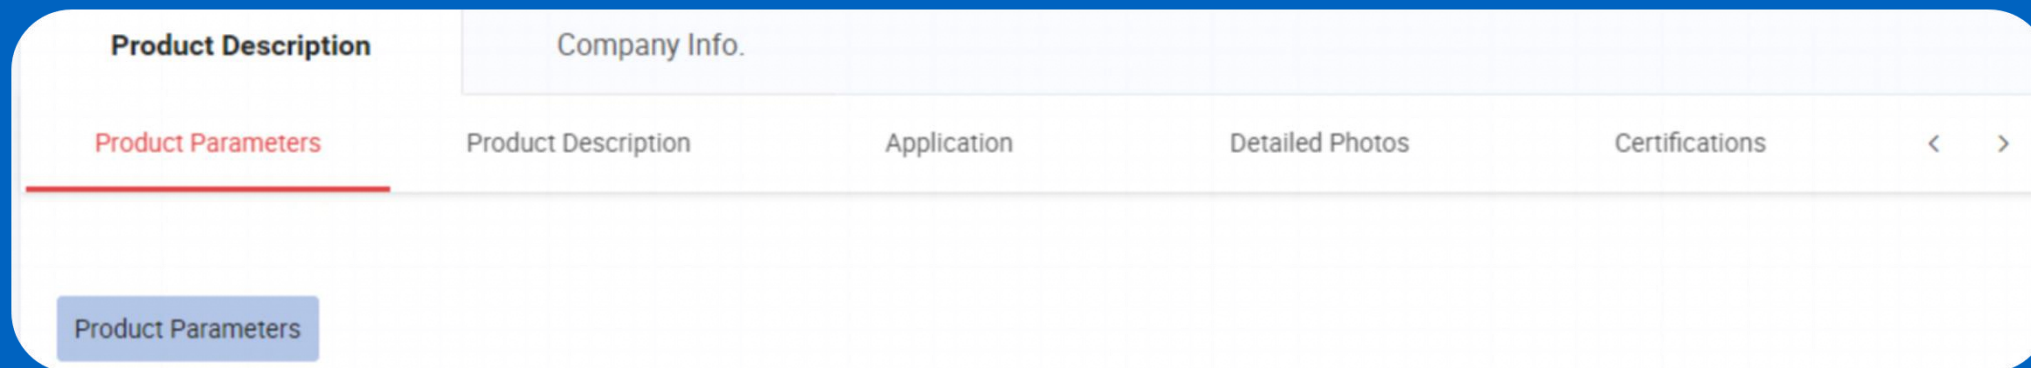 Product Description Company Info.
Product Parameters Product Description Application Detailed Photos Certifications < >
Product Parameters